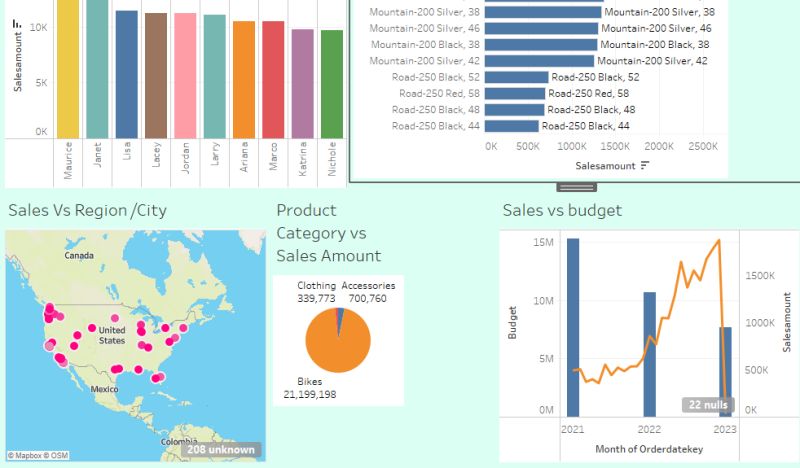 10K
5K
0K
Salesamount
Maurice
Janet
Lisa
Lacey
Jordan
Larry
Ariana
Marco
Katrina
Nichole
Mountain-200 Silver, 38 Mountain-200 Silver, 38
Mountain-200 Silver, 46 Mountain-200 Silver, 46
Mountain-200 Black, 38 Mountain-200 Black, 38
Mountain-200 Silver, 42 Mountain-200 Silver, 42
Road-250 Black, 52 Road-250 Black, 52
Road-250 Red, 58 Road-250 Red, 58
Road-250 Black, 48 Road-250 Black, 48
Road-250 Black, 44 Road-250 Black, 44
0K 500K 1000K 1500K 2000K 2500K
Salesamount
Sales Vs Region /City
Canada
United
States
Mexico
Colombia
208 unknown
© Mapbox © OSM
Product
Category vs
Sales Amount
Clothing Accessories
339,773 700,760
Bikes
21,199,198
Sales vs budget
15M
10M
5M
0M
Budget
1500K
1000K
500K
0K
Salesamount
22 nulls
2021 2022 2023
Month of Orderdatekey